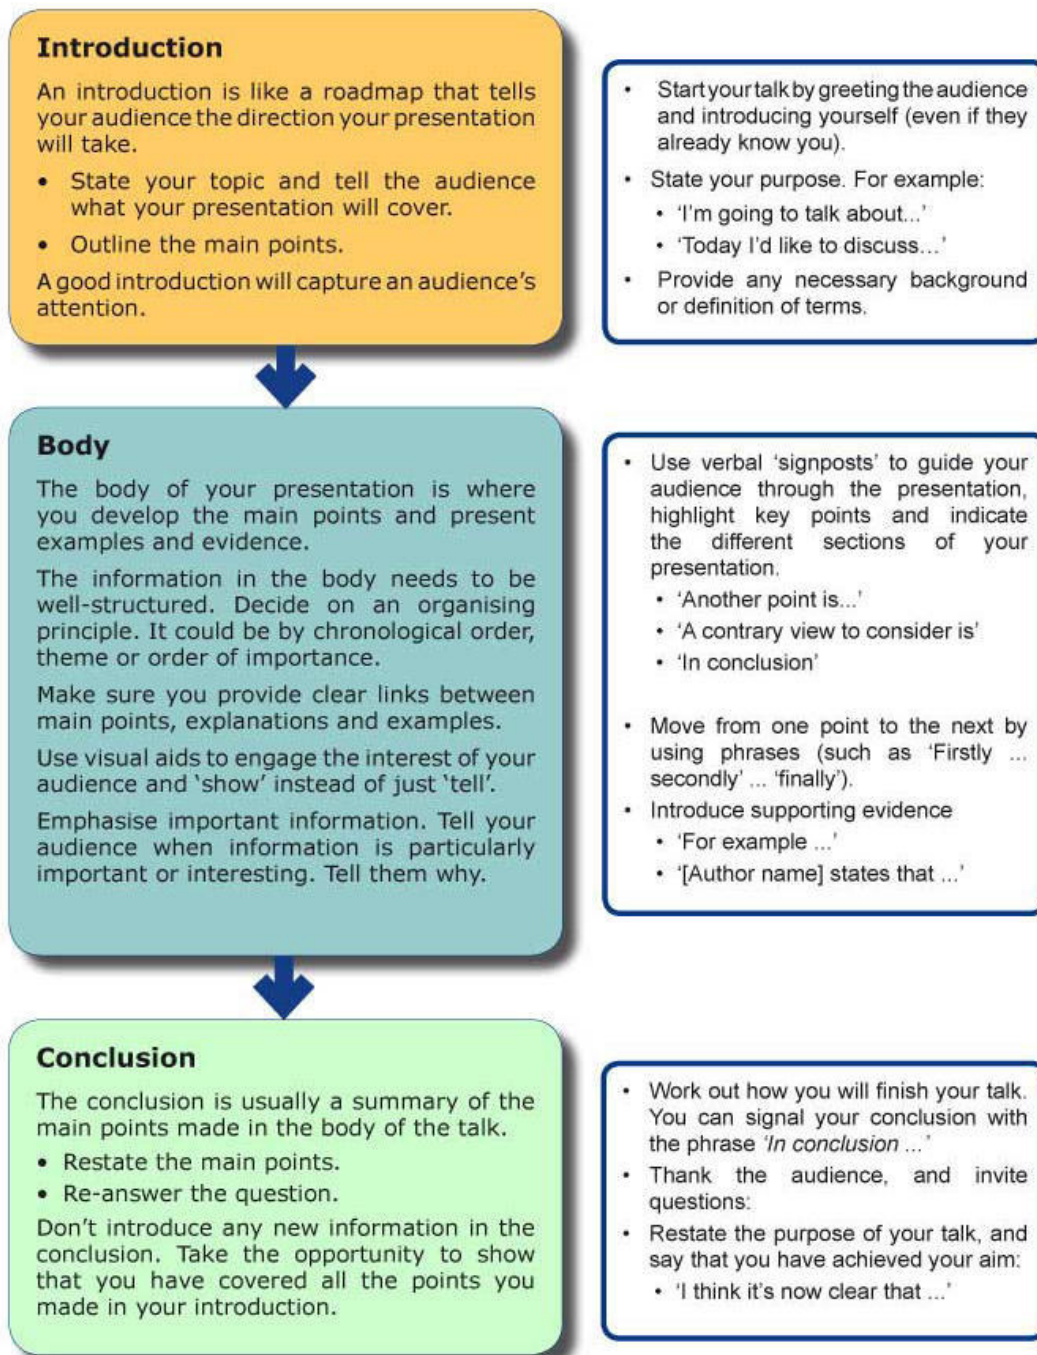 Introduction
An introduction is like a roadmap that tells
your audience the direction your presentation
will take.
• State your topic and tell the audience
what your presentation will cover.
• Outline the main points.
A good introduction will capture an audience's
attention.
• Start your talk by greeting the audience
and introducing yourself (even if they
already know you).
• State your purpose. For example:
• 'I'm going to talk about...'
• 'Today I'd like to discuss...'
• Provide any necessary background
or definition of terms.
Body
The body of your presentation is where
you develop the main points and present
examples and evidence.
The information in the body needs to be
well-structured. Decide on an organising
principle. It could be by chronological order,
theme or order of importance.
Make sure you provide clear links between
main points, explanations and examples.
Use visual aids to engage the interest of your
audience and 'show' instead of just 'tell'.
Emphasise important information. Tell your
audience when information is particularly
important or interesting. Tell them why.
• Use verbal 'signposts' to guide your
audience through the presentation,
highlight key points and indicate
the different sections of your
presentation.
• 'Another point is...'
• 'A contrary view to consider is'
• 'In conclusion'
• Move from one point to the next by
using phrases (such as 'Firstly ...
secondly' ... 'finally').
• Introduce supporting evidence
• 'For example ...'
• '[Author name] states that ...'
Conclusion
The conclusion is usually a summary of the
main points made in the body of the talk.
• Restate the main points.
• Re-answer the question.
Don't introduce any new information in the
conclusion. Take the opportunity to show
that you have covered all the points you
made in your introduction.
• Work out how you will finish your talk.
You can signal your conclusion with
the phrase 'In conclusion ...'
• Thank the audience, and invite
questions:
• Restate the purpose of your talk, and
say that you have achieved your aim:
• 'I think it's now clear that ...'